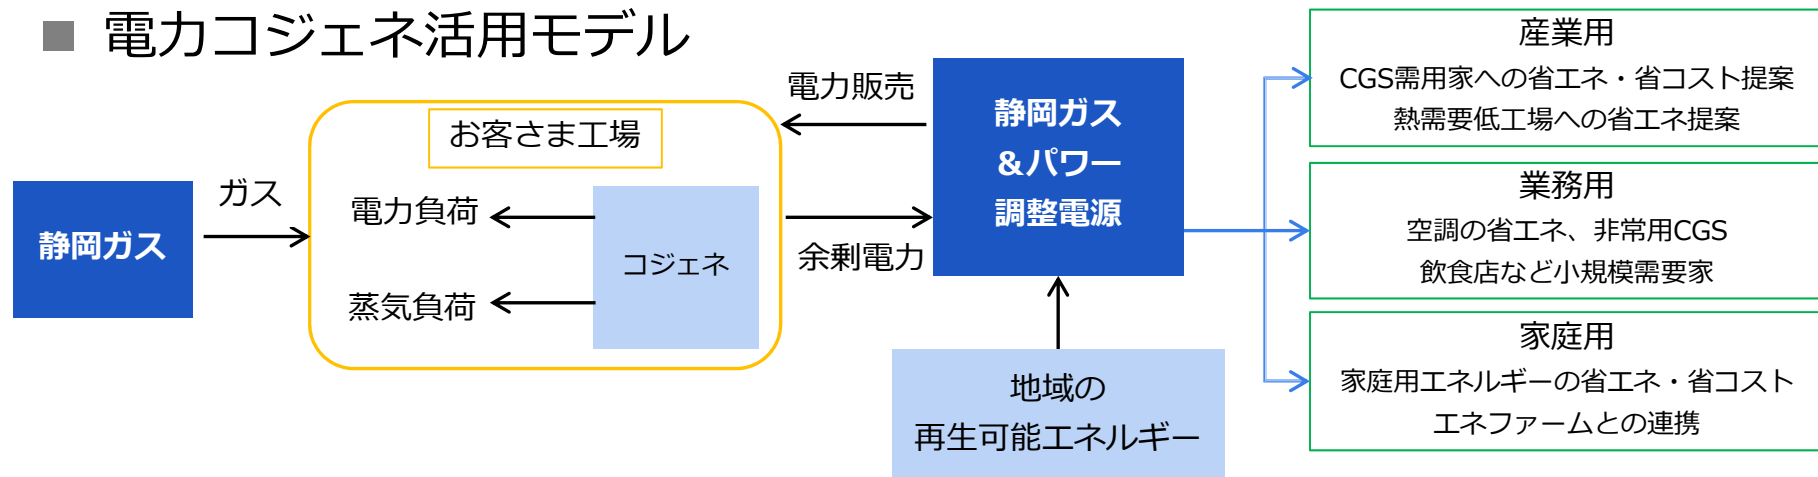 電力コジェネ活用モデル
静岡ガス
ガス
お客さま工場
電力負荷
蒸気負荷
コジェネ
電力販売
余剰電力
静岡ガス
&パワー
調整電源
地域の
再生可能エネルギー
産業用
CGS需用家への省エネ・省コスト提案
熱需要低工場への省エネ提案
業務用
空調の省エネ、非常用CGS
飲食店など小規模需要家
家庭用
家庭用エネルギーの省エネ・省コスト
エネファームとの連携